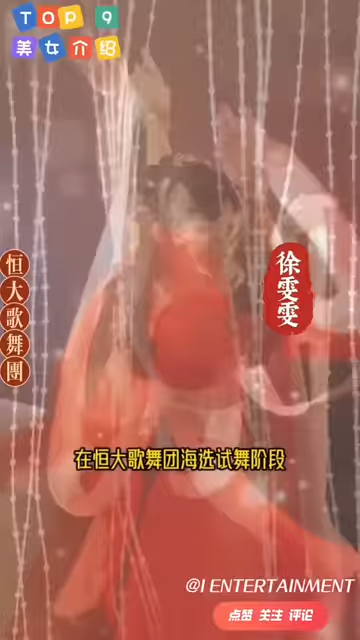 TOP 9
美女介绍
恒大歌舞團
徐雯雯
在恒大歌舞团海选试舞阶段
@I ENTERTAINMENT
点赞 关注 评论